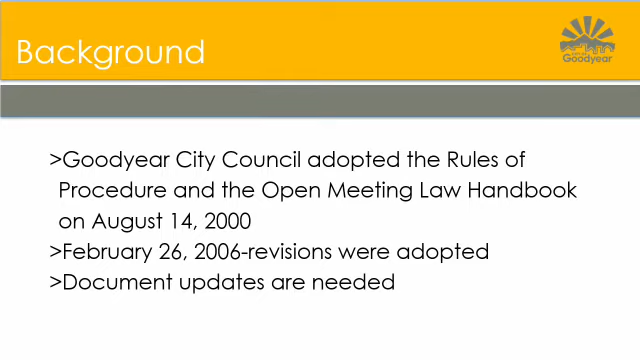 Background
Goodyear
>Goodyear City Council adopted the Rules of
Procedure and the Open Meeting Law Handbook
on August 14, 2000
>February 26, 2006-revisions were adopted
>Document updates are needed